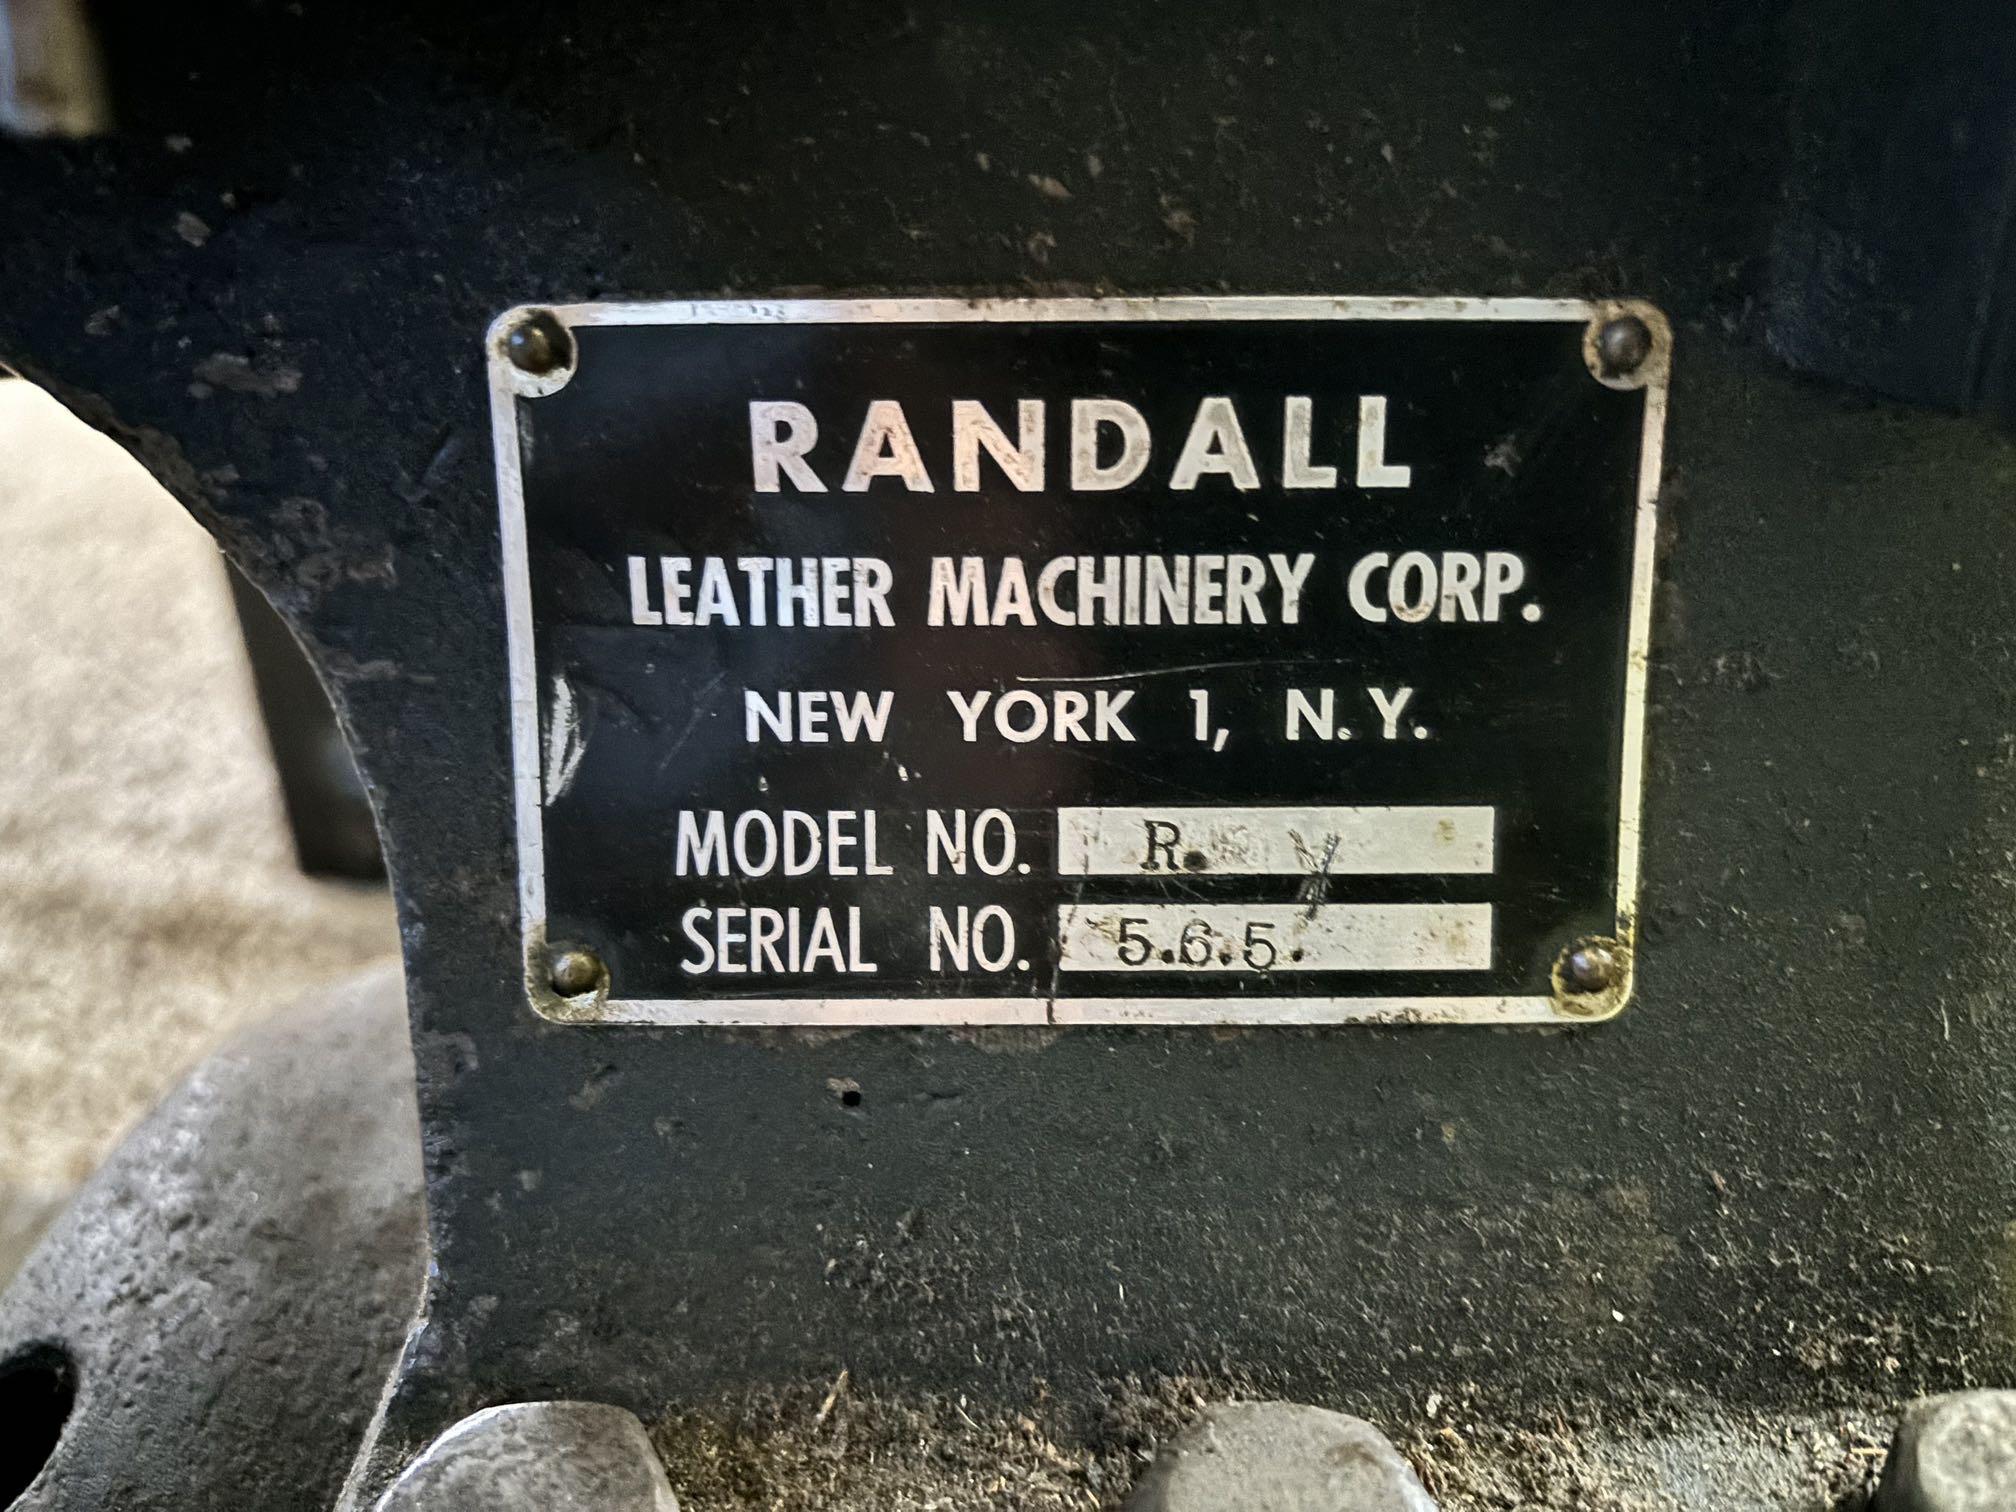 RANDALL
LEATHER MACHINERY CORP.
NEW YORK 1, N.Y.
MODEL NO. R.
SERIAL NO. 5.6.5.